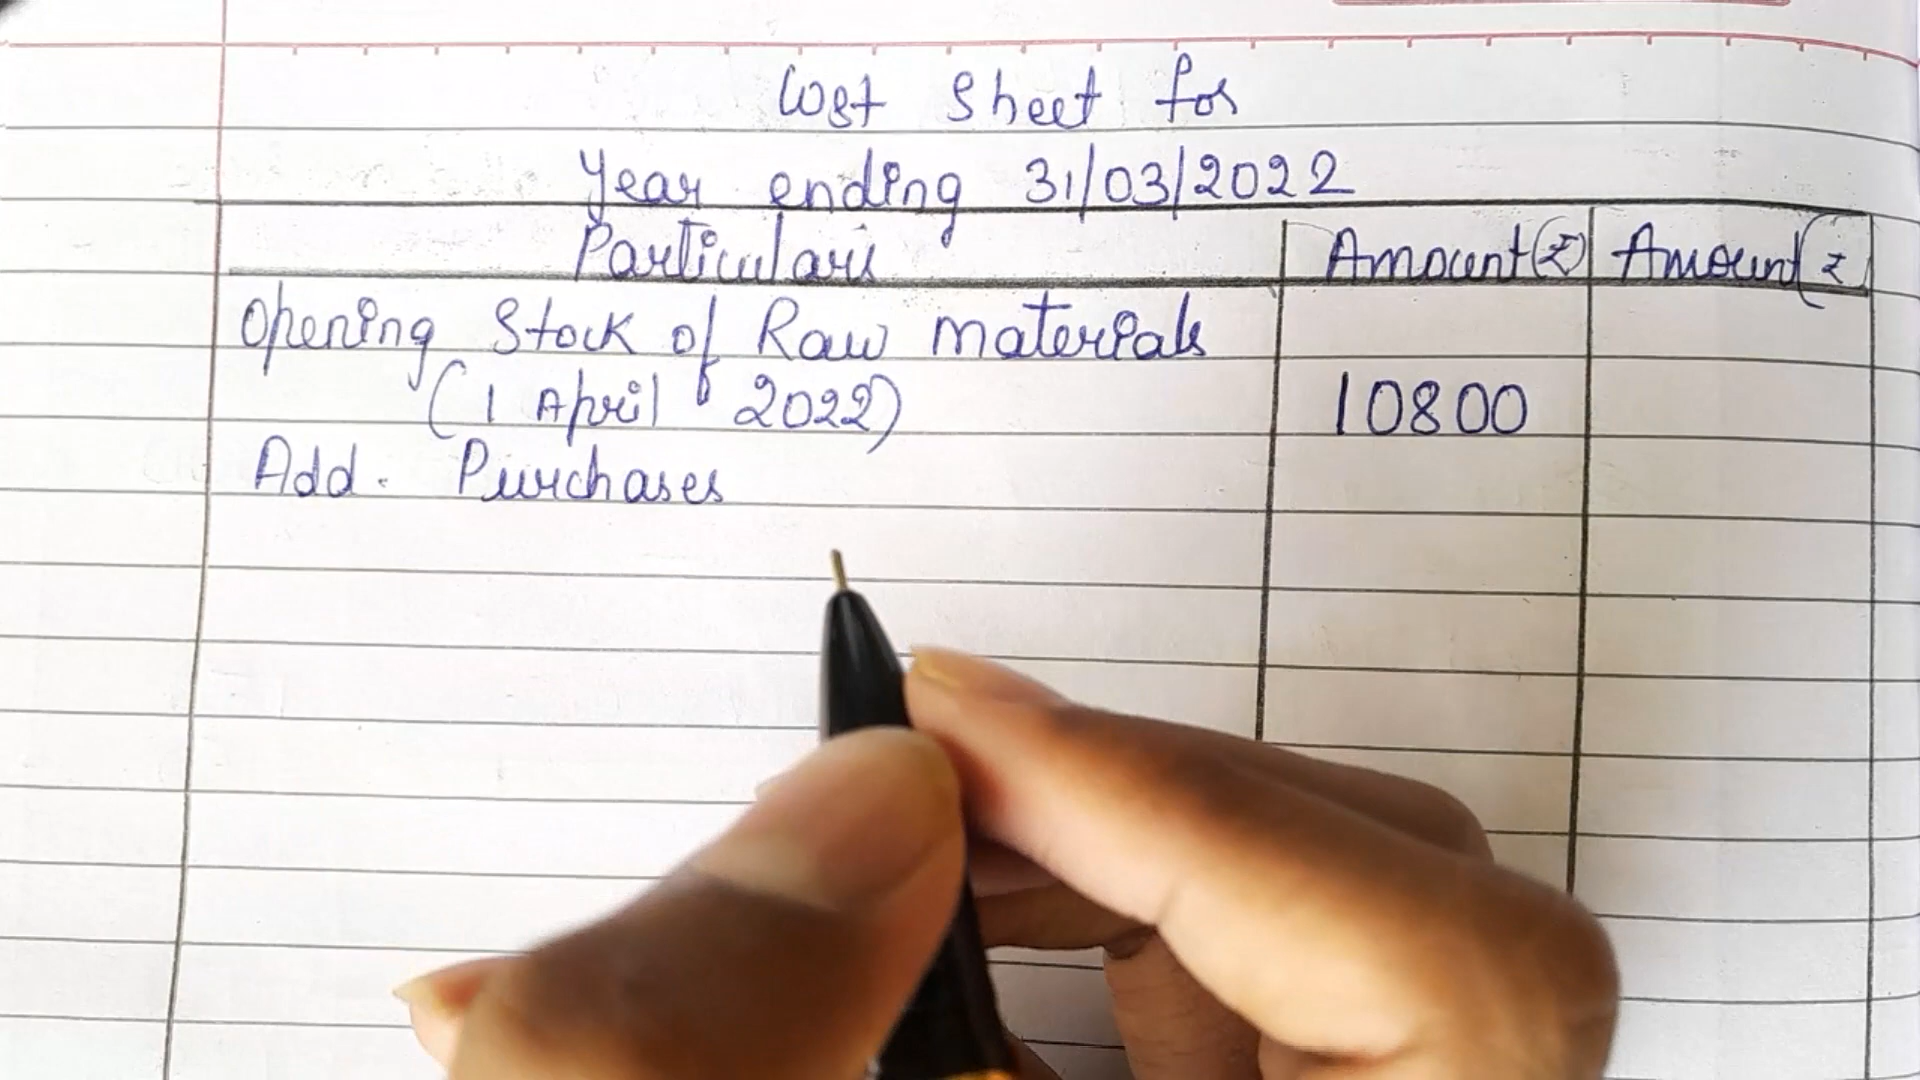 Cost Sheet for
Year ending 31/03/2022
Particulars Amount(₹) Amount(₹
Opening Stock of Raw materials
(1 April 2022) 10800
Add. Purchases